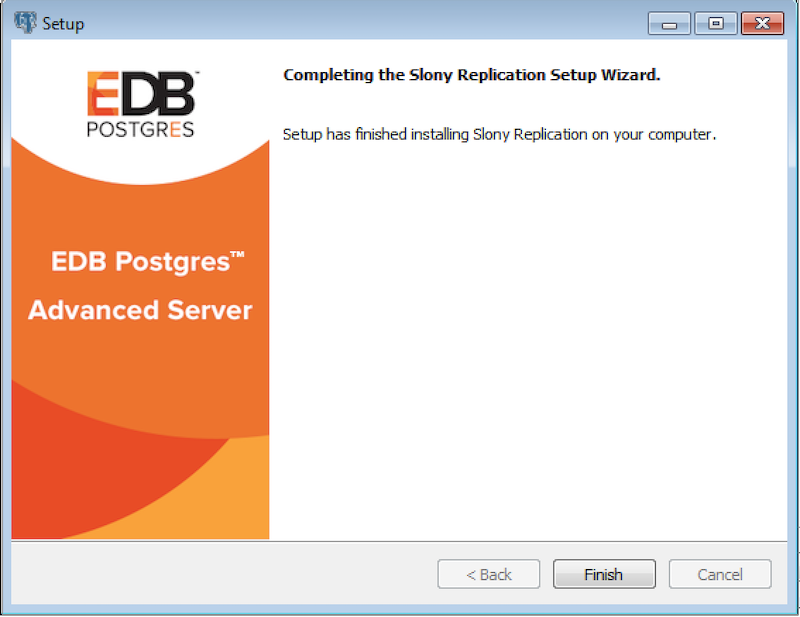 Setup
EDB™
POSTGRES
EDB Postgres™
Advanced Server
Completing the Slony Replication Setup Wizard.
Setup has finished installing Slony Replication on your computer.
< Back
Finish
Cancel